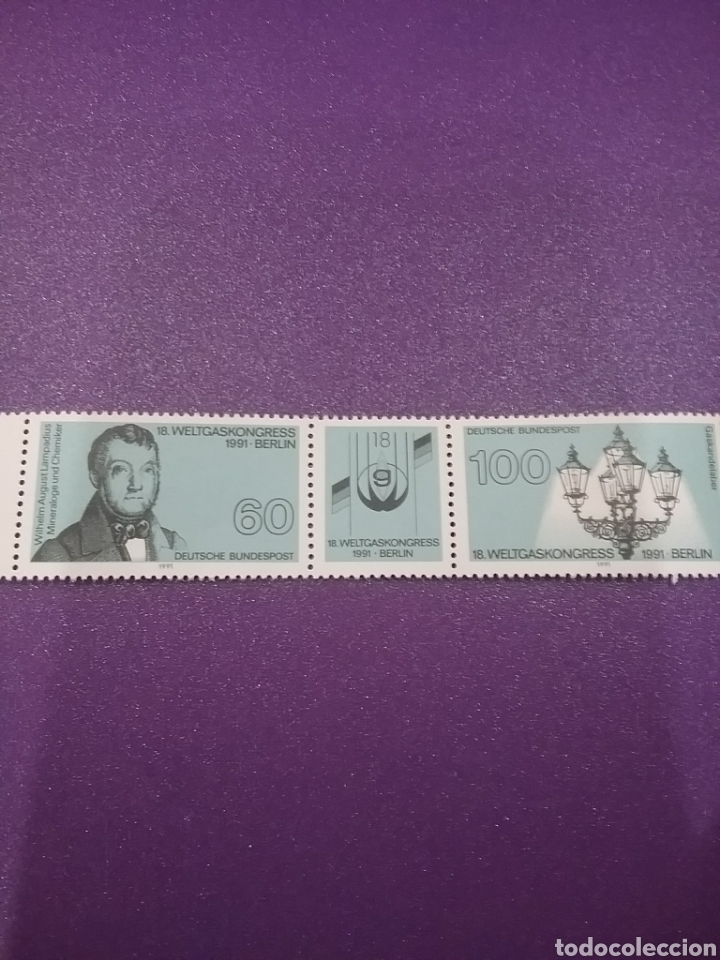 Wilhelm August Lampadius
Mineraloge und Chemiker
18. WELTGASKONGRESS
1991 · BERLIN
60
DEUTSCHE BUNDESPOST
1991
18
g
18. WELTGASKONGRESS
1991 · BERLIN
DEUTSCHE BUNDESPOST
100
Gaskandelaber
18. WELTGASKONGRESS 1991 · BERLIN
1991
todocoleccion